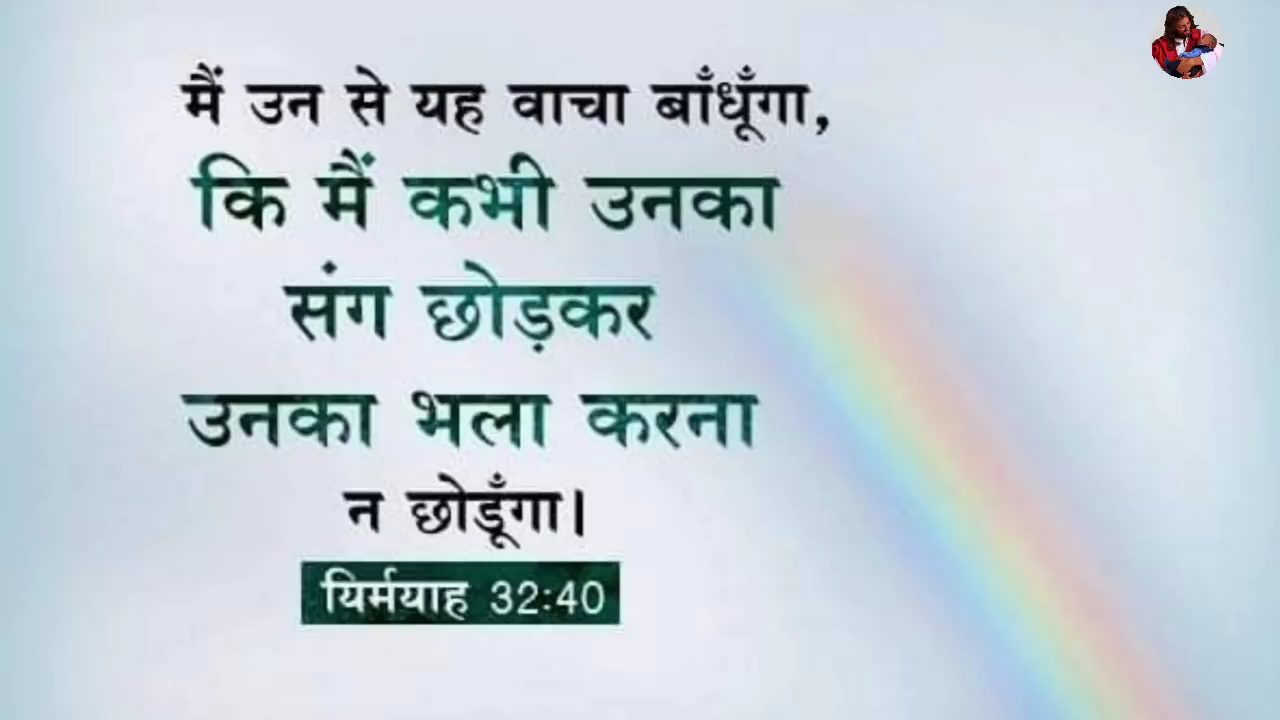 मैं उन से यह वाचा बाँधूँगा,
कि मैं कभी उनका
संग छोड़कर
उनका भला करना
न छोडूँगा।
यिर्मयाह 32:40